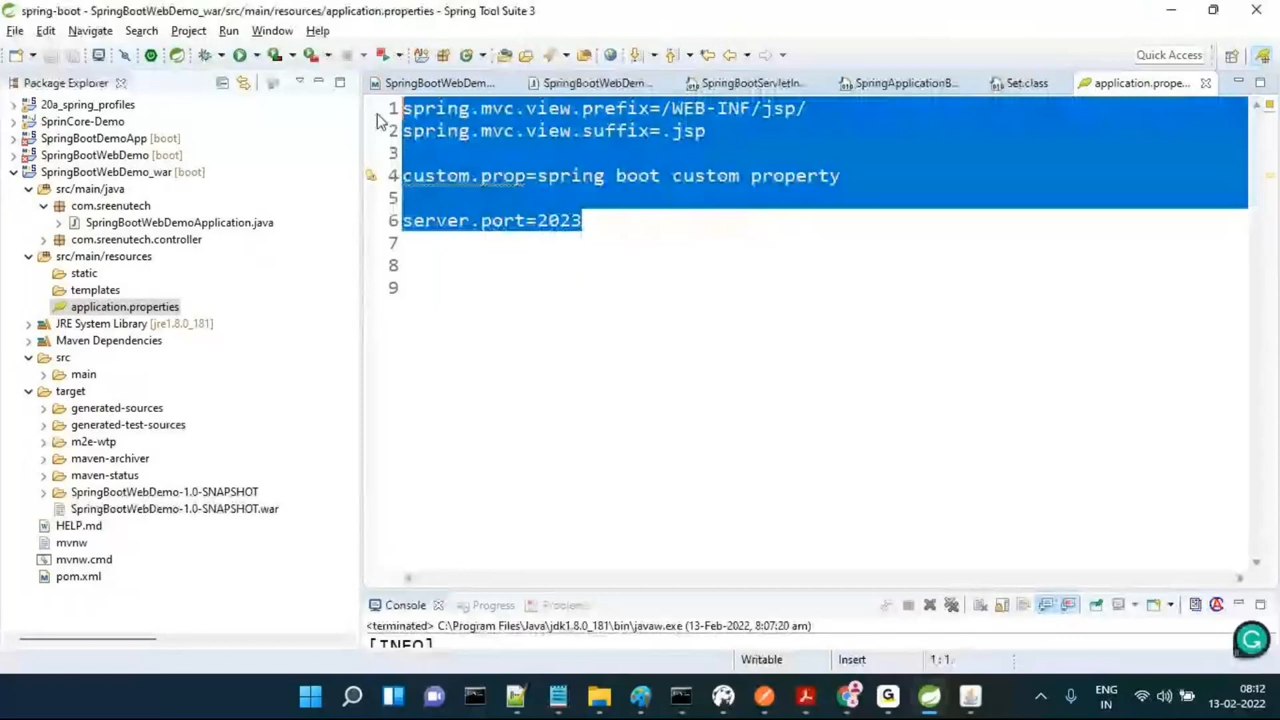 spring-boot - SpringBootWebDemo_war/src/main/resources/application.properties - Spring Tool Suite 3
File Edit Navigate Search Project Run Window Help
Quick Access
Package Explorer
SpringBootWebDem... SpringBootWebDem... SpringBootServletIn... SpringApplicationB... Set.class application.prope...
20a_spring_profiles
SprinCore-Demo
SpringBootDemoApp [boot]
SpringBootWebDemo [boot]
SpringBootWebDemo_war [boot]
src/main/java
com.sreenutech
SpringBootWebDemoApplication.java
com.sreenutech.controller
src/main/resources
static
templates
application.properties
JRE System Library [jre1.8.0_181]
Maven Dependencies
src
main
target
generated-sources
generated-test-sources
m2e-wtp
maven-archiver
maven-status
SpringBootWebDemo-1.0-SNAPSHOT
SpringBootWebDemo-1.0-SNAPSHOT.war
HELP.md
mvnw
mvnw.cmd
pom.xml
1 spring.mvc.view.prefix=/WEB-INF/jsp/
2 spring.mvc.view.suffix=.jsp
3
4 custom.prop=spring boot custom property
5
6 server.port=2023
7
8
9
Console Progress Problems
<terminated> C:\Program Files\Java\jdk1.8.0_181\bin\javaw.exe (13-Feb-2022, 8:07:20 am)
[INFO]
Writable Insert 1:1
ENG
IN
08:12
13-02-2022